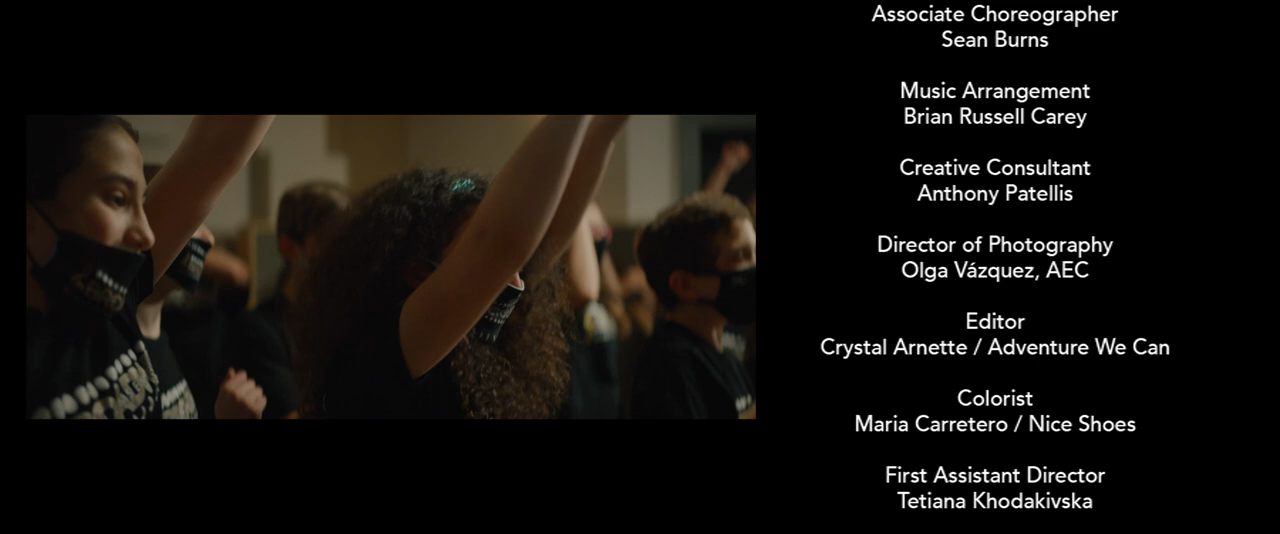 Associate Choreographer
Sean Burns
Music Arrangement
Brian Russell Carey
Creative Consultant
Anthony Patellis
Director of Photography
Olga Vázquez, AEC
Editor
Crystal Arnette / Adventure We Can
Colorist
Maria Carretero / Nice Shoes
First Assistant Director
Tetiana Khodakivska